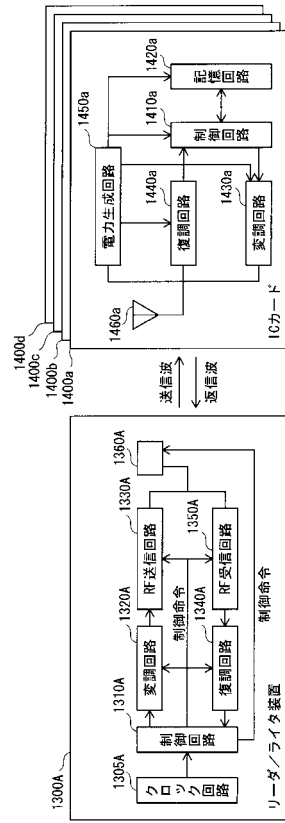 1300A
1305A
クロック回路
1310A
制御回路
1320A
変調回路
1330A
RF送信回路
1340A
復調回路
1350A
RF受信回路
1360A
制御命令
制御命令
リーダ/ライタ装置
送信波
返信波
1400d
1400c
1400b
1400a
1450a
電力生成回路
1460a
1440a
復調回路
1430a
変調回路
1410a
制御回路
1420a
記憶回路
ICカード